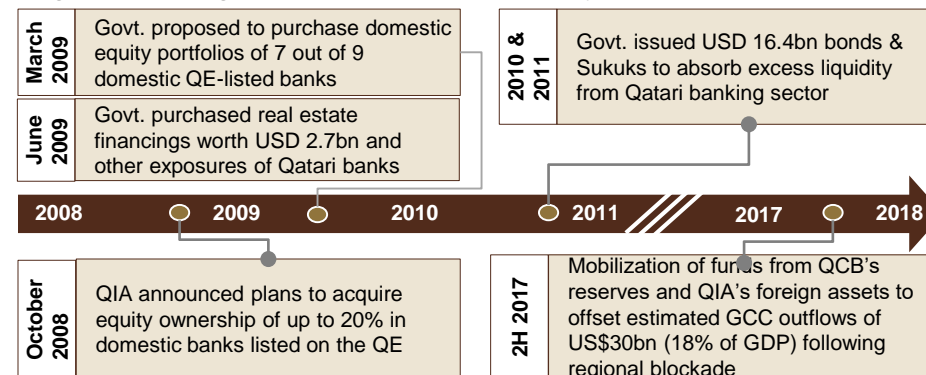 March 2009
Govt. proposed to purchase domestic
equity portfolios of 7 out of 9
domestic QE-listed banks
June 2009
Govt. purchased real estate
financings worth USD 2.7bn and
other exposures of Qatari banks
2010 & 2011
Govt. issued USD 16.4bn bonds &
Sukuks to absorb excess liquidity
from Qatari banking sector
2008 2009 2010 2011 2017 2018
October 2008
QIA announced plans to acquire
equity ownership of up to 20% in
domestic banks listed on the QE
2H 2017
Mobilization of funds from QCB's
reserves and QIA's foreign assets to
offset estimated GCC outflows of
US$30bn (18% of GDP) following
regional blockade